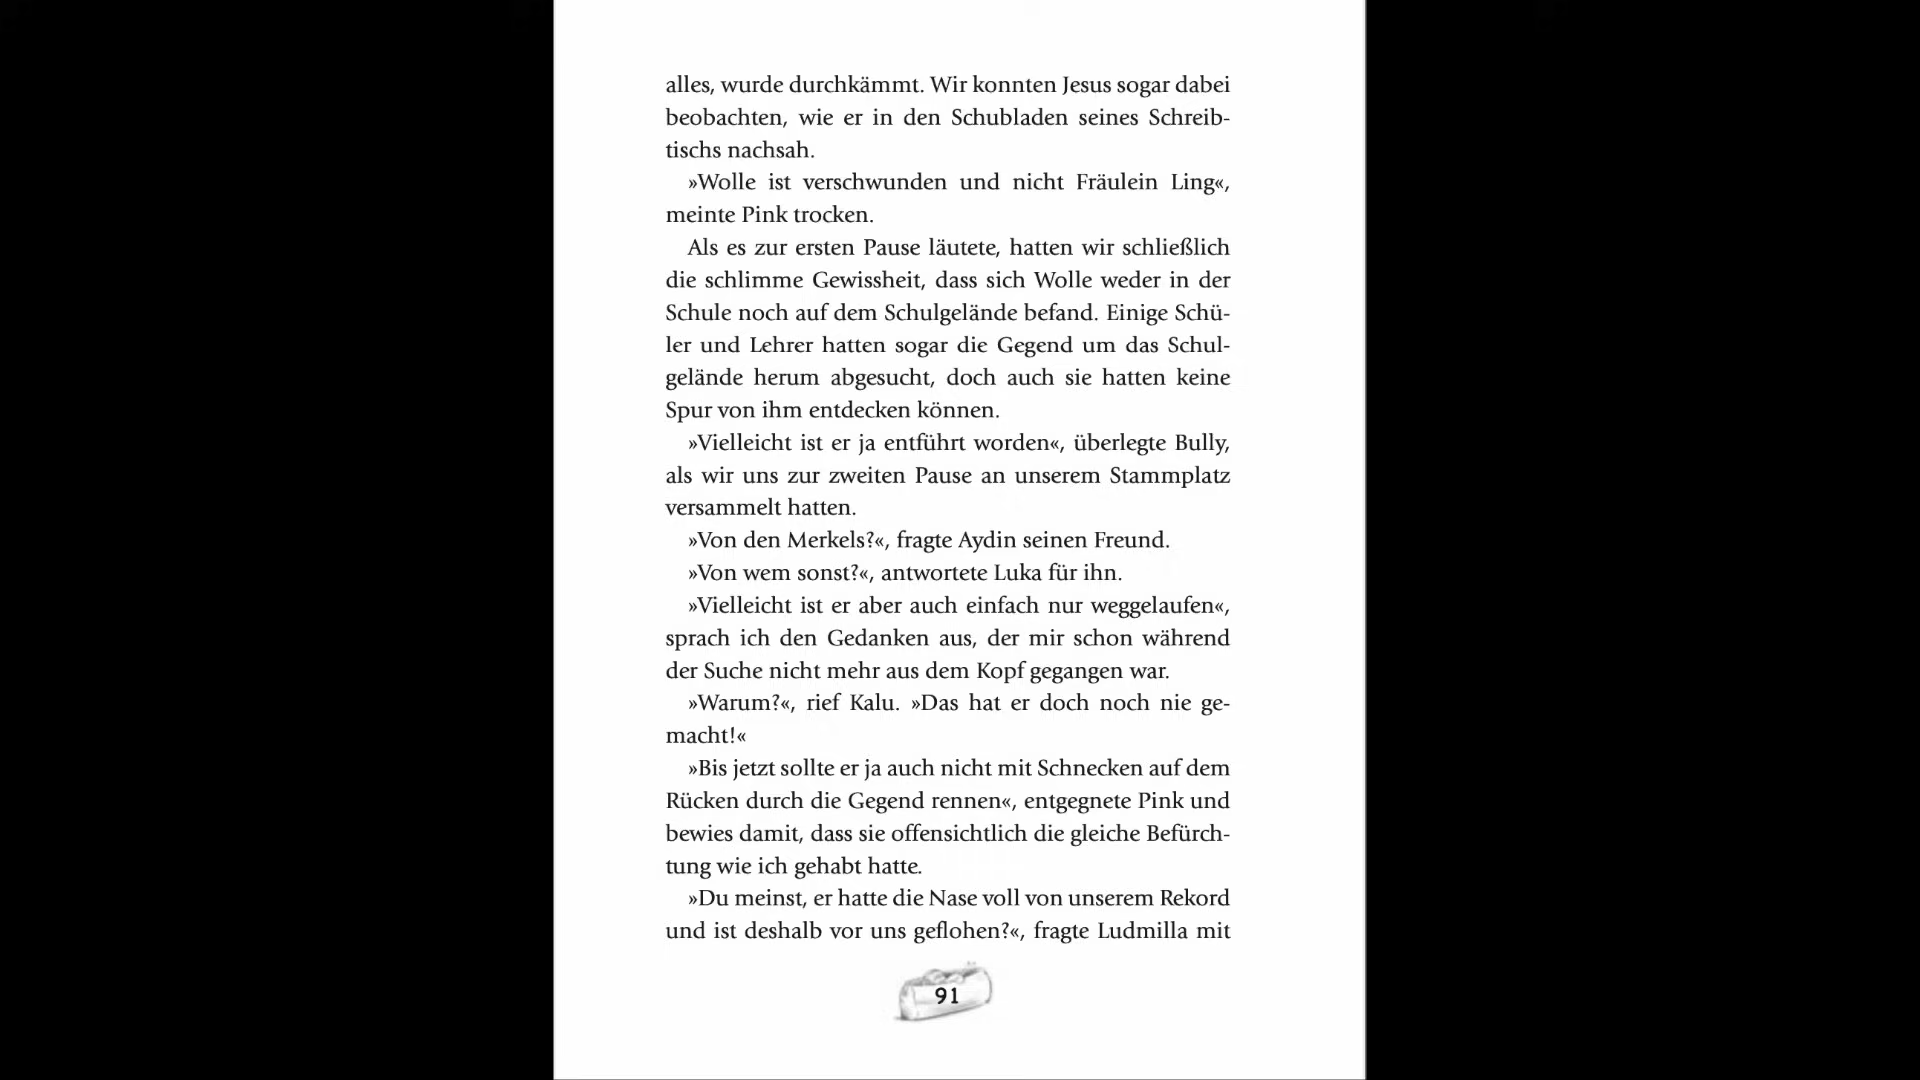 alles, wurde durchkämmt. Wir konnten Jesus sogar dabei
beobachten, wie er in den Schubladen seines Schreib-
tischs nachsah.
»Wolle ist verschwunden und nicht Fräulein Ling«,
meinte Pink trocken.
Als es zur ersten Pause läutete, hatten wir schließlich
die schlimme Gewissheit, dass sich Wolle weder in der
Schule noch auf dem Schulgelände befand. Einige Schü-
ler und Lehrer hatten sogar die Gegend um das Schul-
gelände herum abgesucht, doch auch sie hatten keine
Spur von ihm entdecken können.
»Vielleicht ist er ja entführt worden«, überlegte Bully,
als wir uns zur zweiten Pause an unserem Stammplatz
versammelt hatten.
»Von den Merkels?«, fragte Aydin seinen Freund.
»Von wem sonst?«, antwortete Luka für ihn.
»Vielleicht ist er aber auch einfach nur weggelaufen«,
sprach ich den Gedanken aus, der mir schon während
der Suche nicht mehr aus dem Kopf gegangen war.
»Warum?«, rief Kalu. »Das hat er doch noch nie ge-
macht!«
»Bis jetzt sollte er ja auch nicht mit Schnecken auf dem
Rücken durch die Gegend rennen«, entgegnete Pink und
bewies damit, dass sie offensichtlich die gleiche Befürch-
tung wie ich gehabt hatte.
»Du meinst, er hatte die Nase voll von unserem Rekord
und ist deshalb vor uns geflohen?«, fragte Ludmilla mit
91